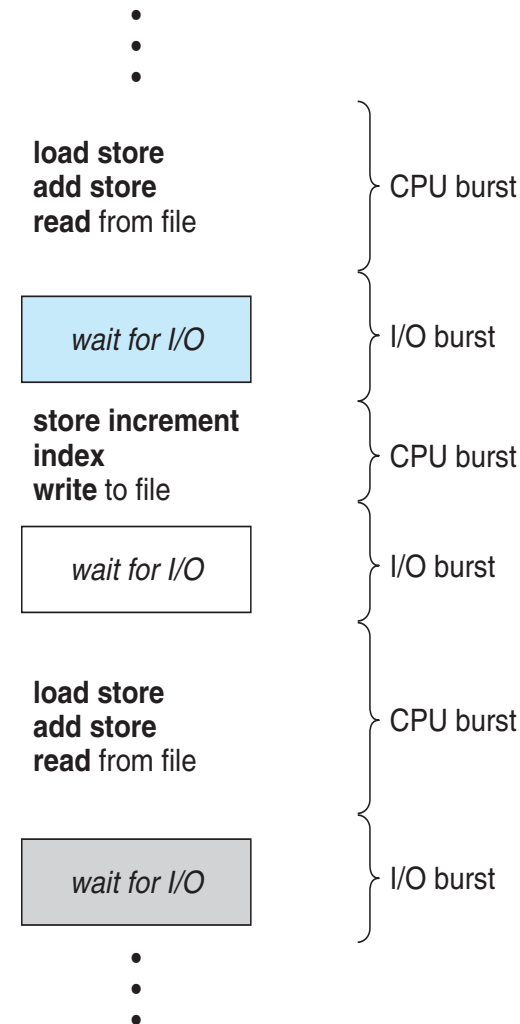 load store
add store
read from file
CPU burst
wait for I/O
I/O burst
store increment
index
write to file
CPU burst
wait for I/O
I/O burst
load store
add store
read from file
CPU burst
wait for I/O
I/O burst